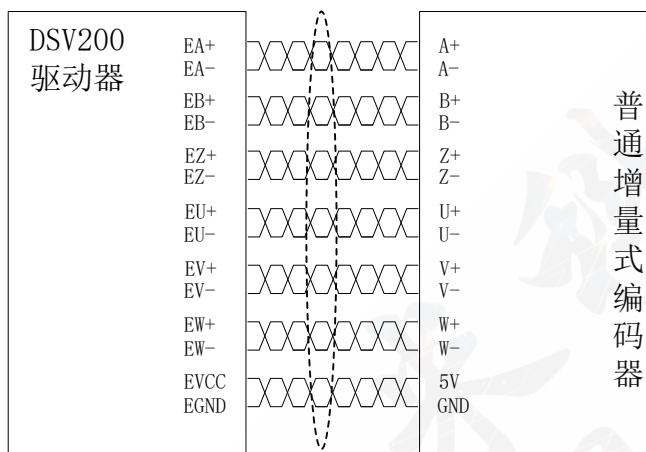 DSV200
驱动器
EA+
EA-
EB+
EB-
EZ+
EZ-
EU+
EU-
EV+
EV-
EW+
EW-
EVCC
EGND
A+
A-
B+
B-
Z+
Z-
U+
U-
V+
V-
W+
W-
5V
GND
普通增量式编码器